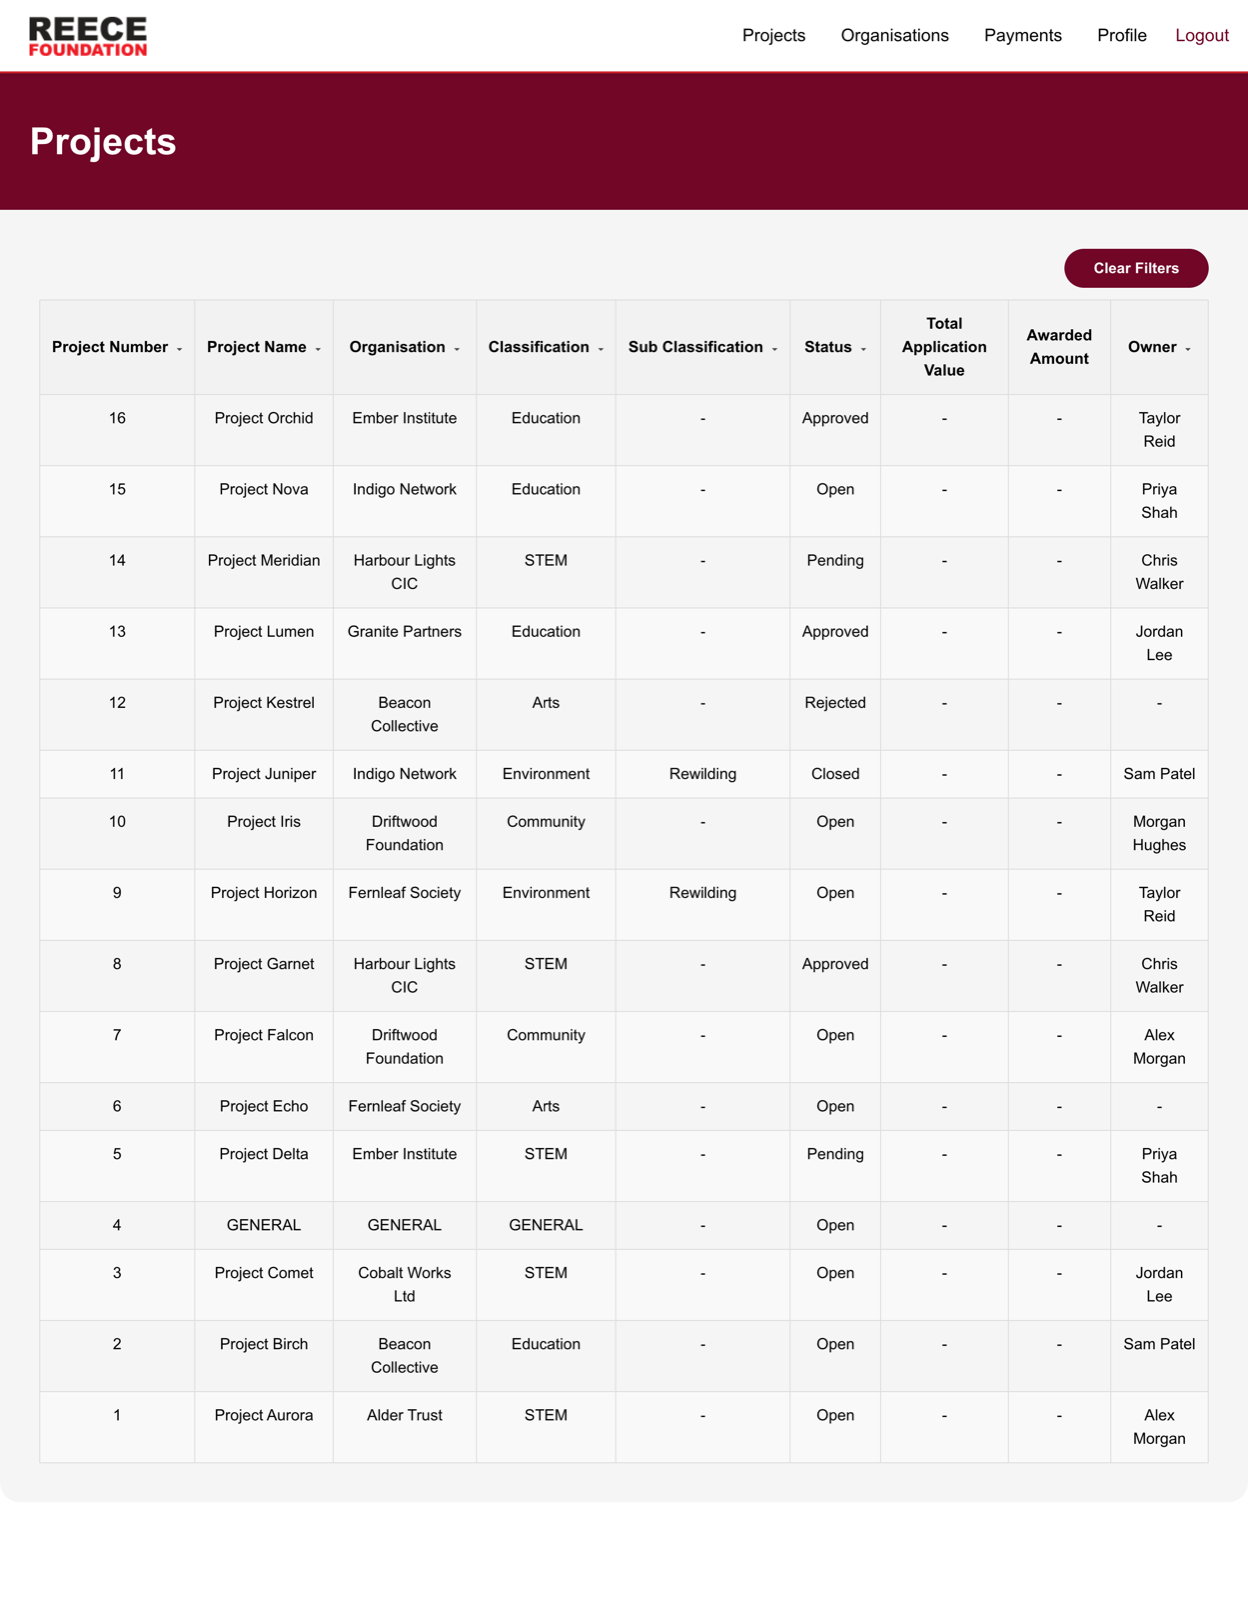 REECE
FOUNDATION
Projects Organisations Payments Profile Logout
Projects
Clear Filters
Project Number Project Name Organisation Classification Sub Classification Status Total Application Value Awarded Amount Owner
16 Project Orchid Ember Institute Education - Approved - - Taylor Reid
15 Project Nova Indigo Network Education - Open - - Priya Shah
14 Project Meridian Harbour Lights CIC STEM - Pending - - Chris Walker
13 Project Lumen Granite Partners Education - Approved - - Jordan Lee
12 Project Kestrel Beacon Collective Arts - Rejected - - -
11 Project Juniper Indigo Network Environment Rewilding Closed - - Sam Patel
10 Project Iris Driftwood Foundation Community - Open - - Morgan Hughes
9 Project Horizon Fernleaf Society Environment Rewilding Open - - Taylor Reid
8 Project Garnet Harbour Lights CIC STEM - Approved - - Chris Walker
7 Project Falcon Driftwood Foundation Community - Open - - Alex Morgan
6 Project Echo Fernleaf Society Arts - Open - - -
5 Project Delta Ember Institute STEM - Pending - - Priya Shah
4 GENERAL GENERAL GENERAL - Open - - -
3 Project Comet Cobalt Works Ltd STEM - Open - - Jordan Lee
2 Project Birch Beacon Collective Education - Open - - Sam Patel
1 Project Aurora Alder Trust STEM - Open - - Alex Morgan